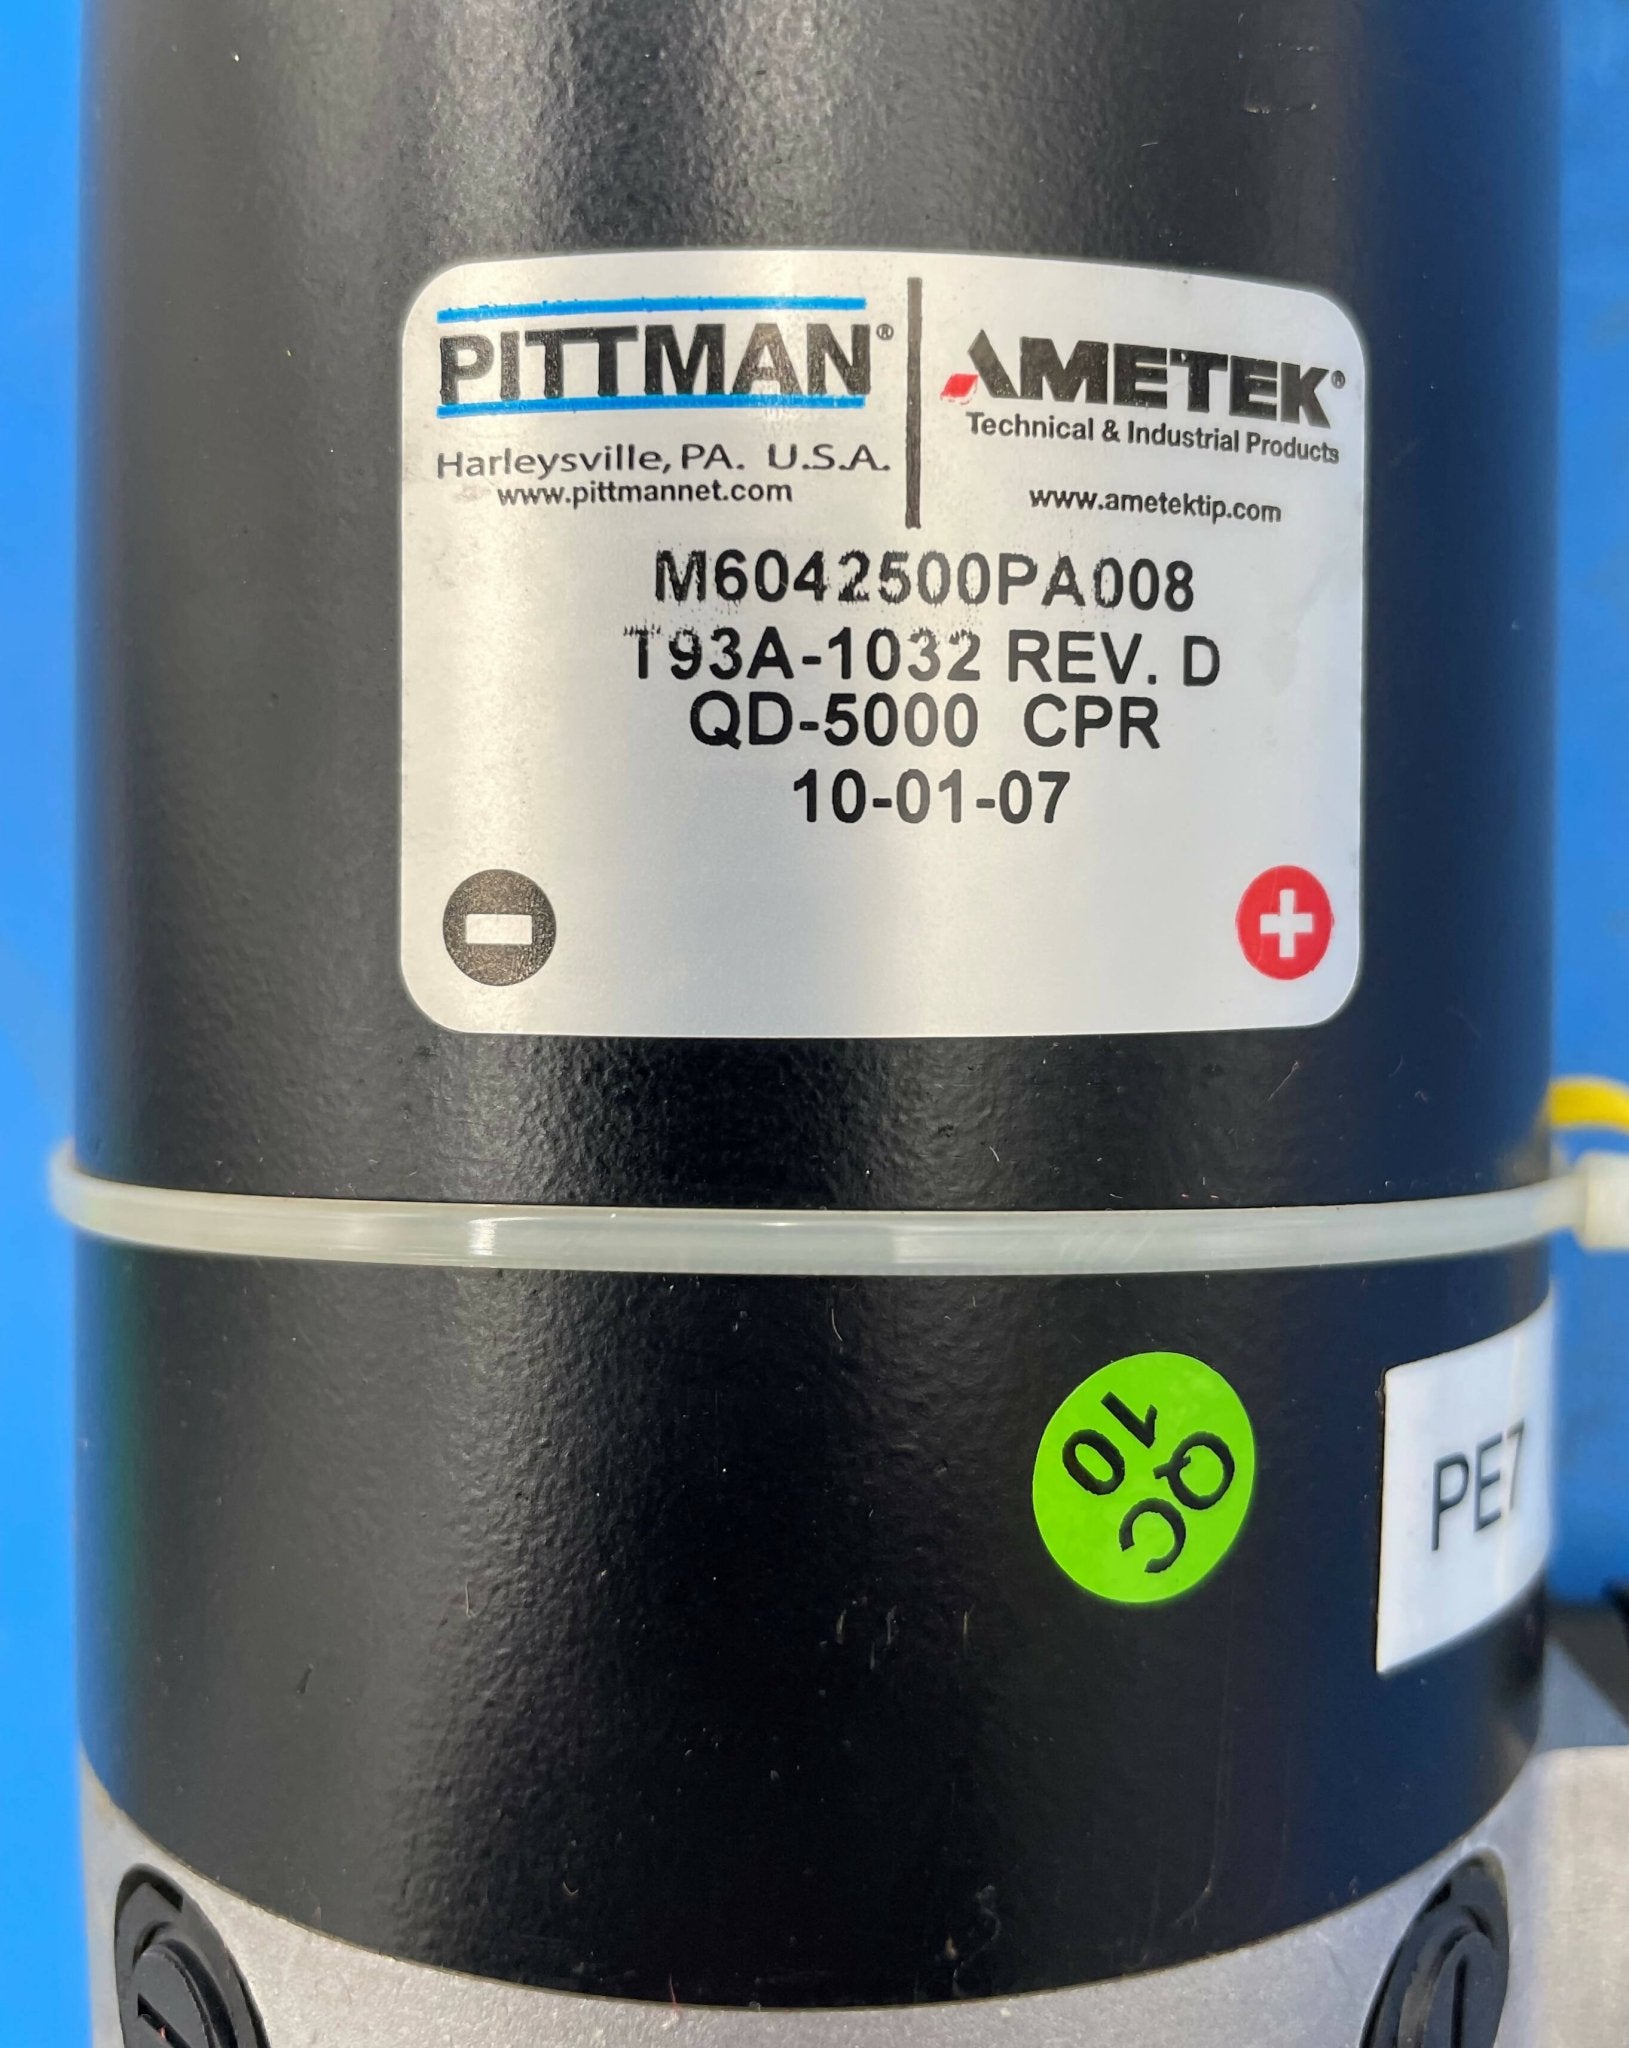 PITTMAN®
Harleysville, PA. U.S.A.
www.pittmannet.com
AMETEK®
Technical & Industrial Products
www.ametektip.com
M6042500PA008
T93A-1032 REV. D
QD-5000 CPR
10-01-07
QC
10
PE7